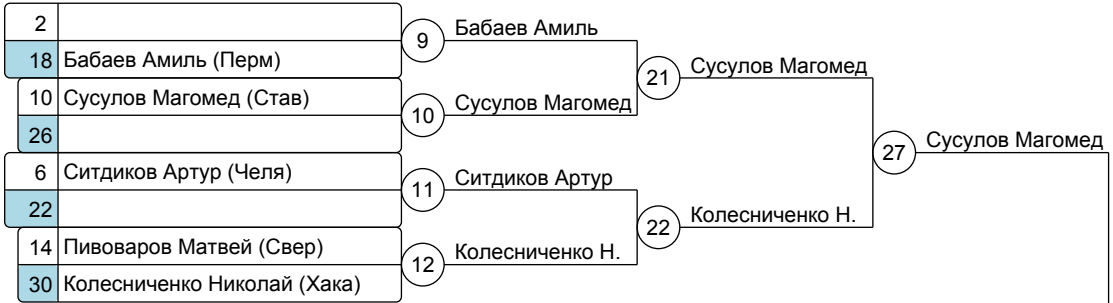 2
18 Бабаев Амиль (Перм)
10 Сусулов Магомед (Став)
26
6 Ситдиков Артур (Челя)
22
14 Пивоваров Матвей (Свер)
30 Колесниченко Николай (Хака)
9 Бабаев Амиль
10 Сусулов Магомед
11 Ситдиков Артур
12 Колесниченко Н.
21 Сусулов Магомед
22 Колесниченко Н.
27 Сусулов Магомед